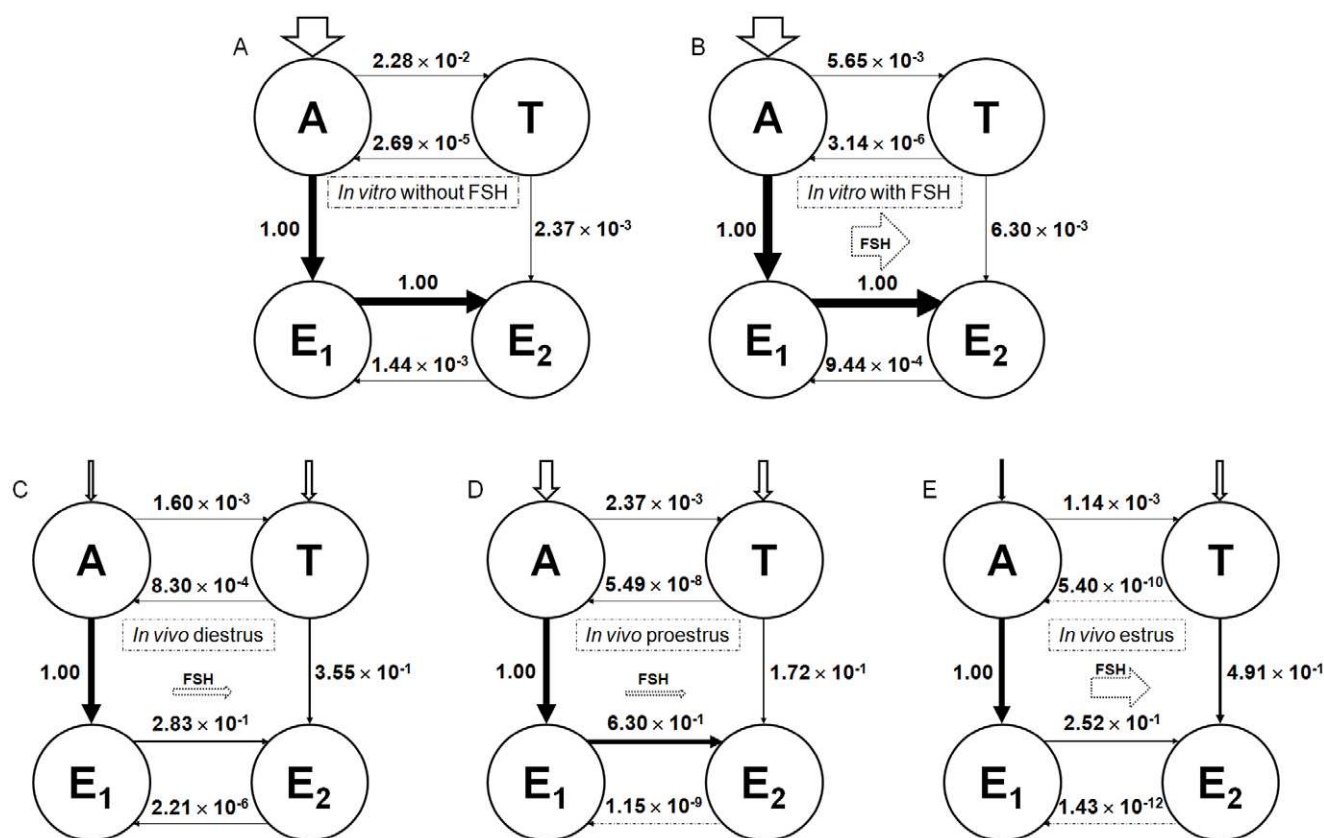 A
2.28 × 10-2
A
T
2.69 × 10-5
In vitro without FSH
1.00
2.37 × 10-3
1.00
E1
E2
1.44 × 10-3
B
5.65 × 10-3
A
T
3.14 × 10-6
In vitro with FSH
1.00
FSH
6.30 × 10-3
1.00
E1
E2
9.44 × 10-4
C
1.60 × 10-3
A
T
8.30 × 10-4
In vivo diestrus
1.00
FSH
3.55 × 10-1
2.83 × 10-1
E1
E2
2.21 × 10-6
D
2.37 × 10-3
A
T
5.49 × 10-8
In vivo proestrus
1.00
FSH
1.72 × 10-1
6.30 × 10-1
E1
E2
1.15 × 10-9
E
1.14 × 10-3
A
T
5.40 × 10-10
In vivo estrus
1.00
FSH
4.91 × 10-1
2.52 × 10-1
E1
E2
1.43 × 10-12